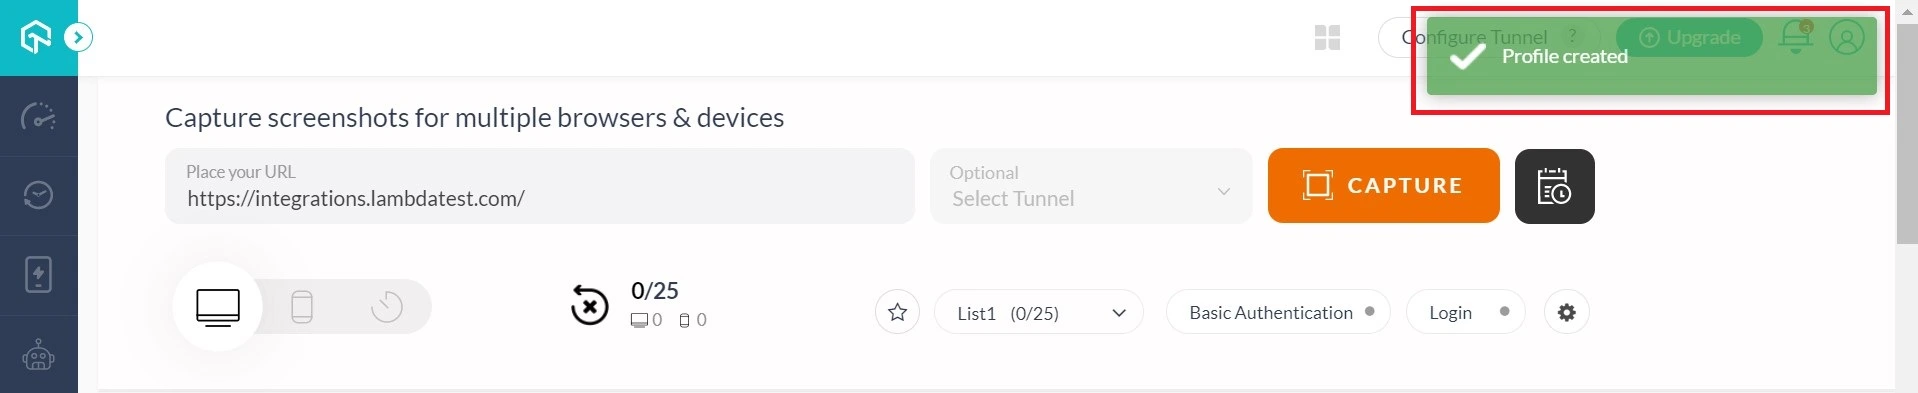 Configure Tunnel ?
Upgrade
3
Profile created
Capture screenshots for multiple browsers & devices
Place your URL
https://integrations.lambdatest.com/
Optional
Select Tunnel
CAPTURE
0/25
0 0
List1 (0/25)
Basic Authentication
Login